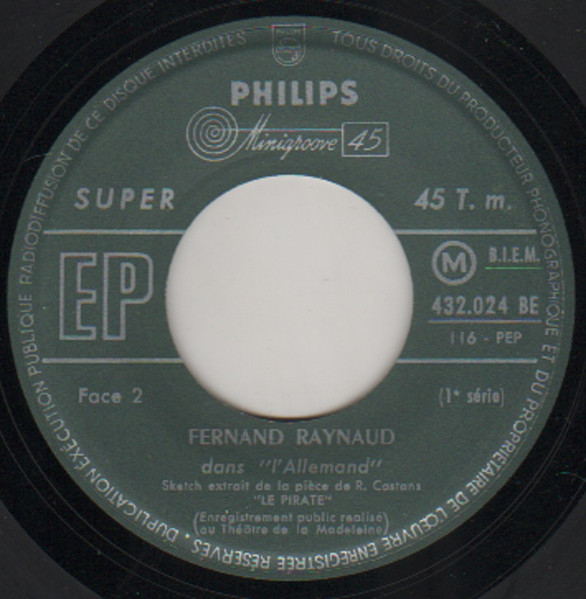 TOUS DROITS DU PRODUCTEUR PHONOGRAPHIQUE ET DU PROPRIETAIRE DE L'ŒUVRE ENREGISTRÉE RÉSERVÉS. DUPLICATION EXÉCUTION PUBLIQUE RADIODIFFUSION DE CE DISQUE INTERDITES
PHILIPS
Minigroove 45
SUPER 45 T. m.
EP
M B.I.E.M.
432.024 BE
116 - PEP
Face 2 (1e série)
FERNAND RAYNAUD
dans "l'Allemand"
Sketch extrait de la pièce de R. Castans
"LE PIRATE"
(Enregistrement public realisé)
(au Théâtre de la Madeleine)